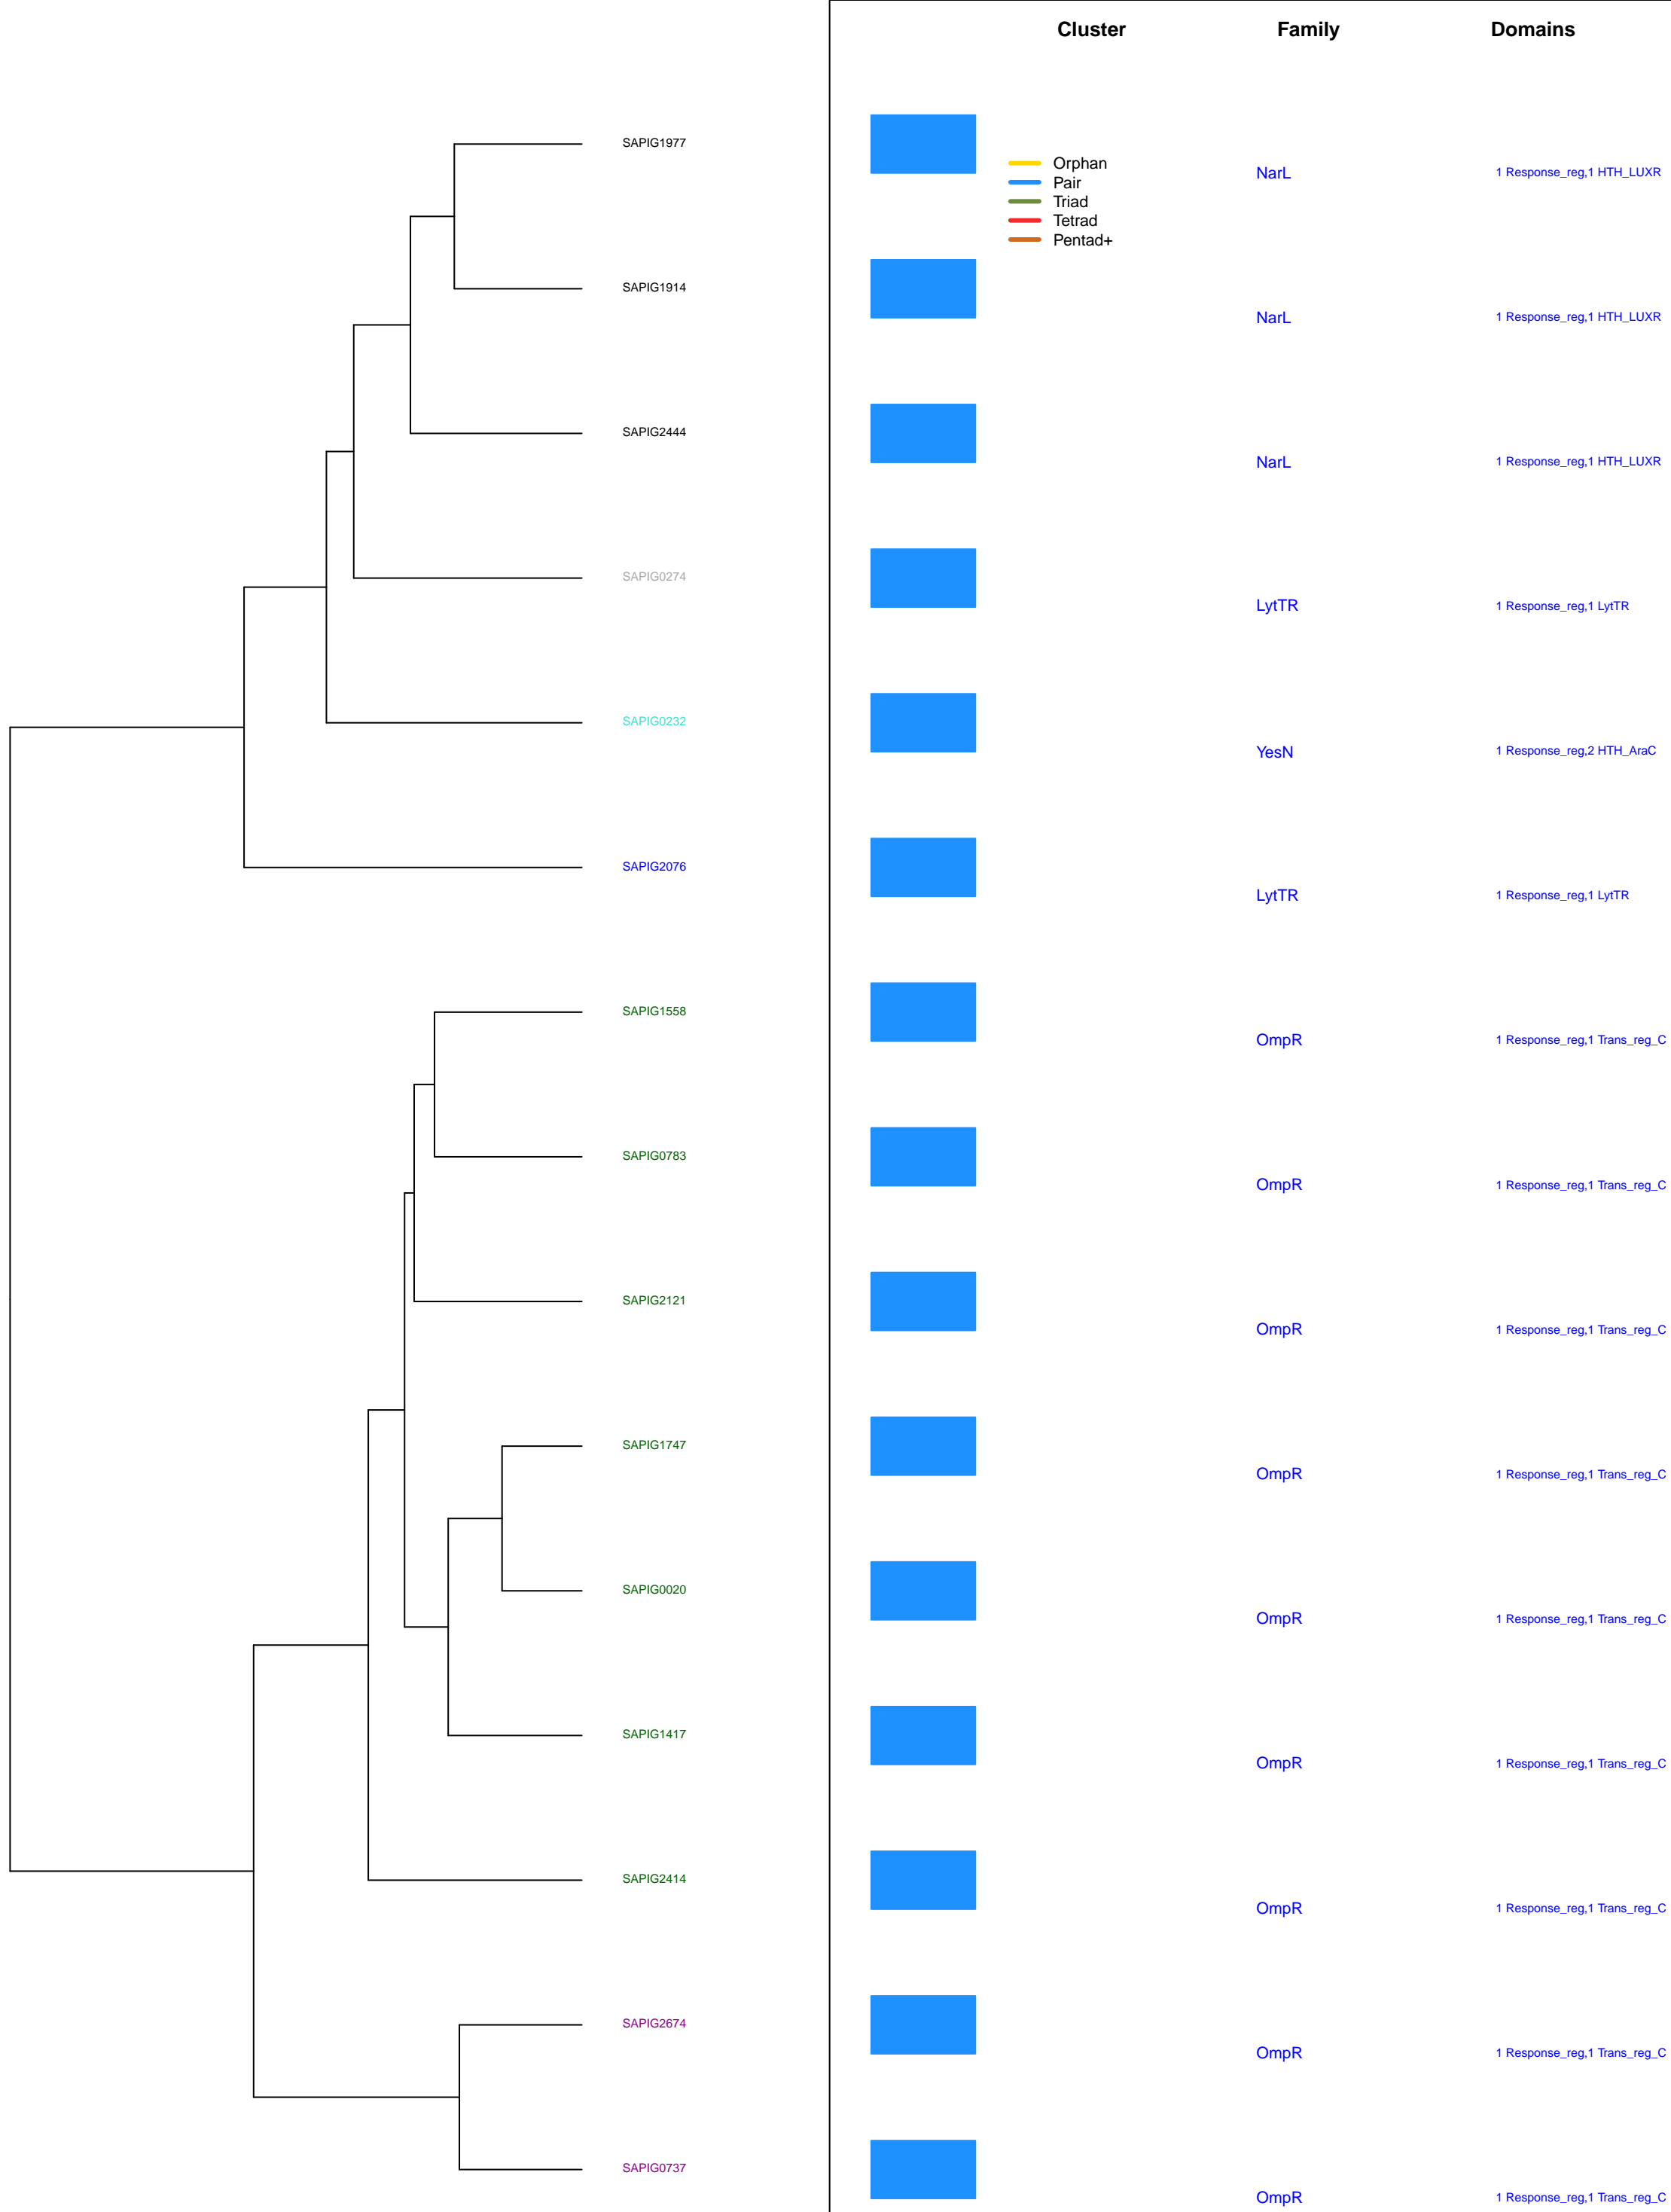 Cluster Family Domains
SAPIG1977
Orphan
Pair
Triad
Tetrad
Pentad+
NarL 1 Response_reg,1 HTH_LUXR
SAPIG1914
NarL 1 Response_reg,1 HTH_LUXR
SAPIG2444
NarL 1 Response_reg,1 HTH_LUXR
SAPIG0274
LytTR 1 Response_reg,1 LytTR
SAPIG0232
YesN 1 Response_reg,2 HTH_AraC
SAPIG2076
LytTR 1 Response_reg,1 LytTR
SAPIG1558
OmpR 1 Response_reg,1 Trans_reg_C
SAPIG0783
OmpR 1 Response_reg,1 Trans_reg_C
SAPIG2121
OmpR 1 Response_reg,1 Trans_reg_C
SAPIG1747
OmpR 1 Response_reg,1 Trans_reg_C
SAPIG0020
OmpR 1 Response_reg,1 Trans_reg_C
SAPIG1417
OmpR 1 Response_reg,1 Trans_reg_C
SAPIG2414
OmpR 1 Response_reg,1 Trans_reg_C
SAPIG2674
OmpR 1 Response_reg,1 Trans_reg_C
SAPIG0737
OmpR 1 Response_reg,1 Trans_reg_C